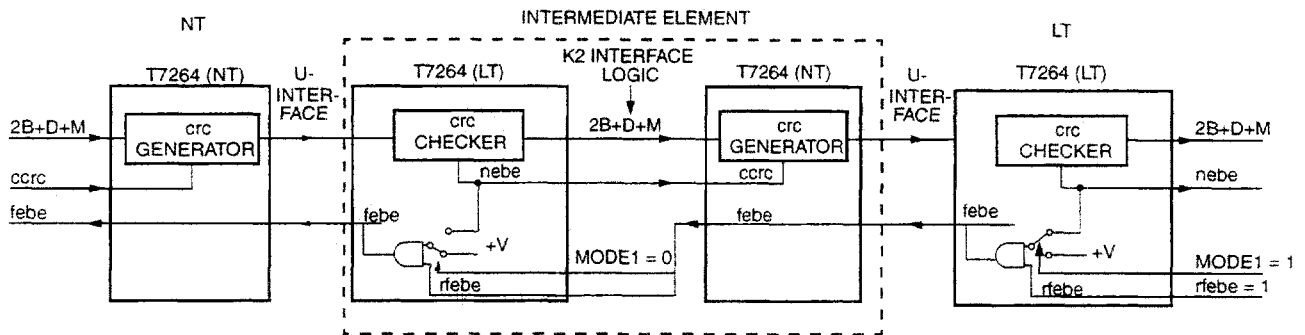 INTERMEDIATE ELEMENT
NT
LT
K2 INTERFACE
LOGIC
T7264 (NT)
U-
INTER-
FACE
T7264 (LT)
T7264 (NT)
U-
INTER-
FACE
T7264 (LT)
2B+D+M
crc
GENERATOR
crc
CHECKER
2B+D+M
crc
GENERATOR
crc
CHECKER
2B+D+M
ccrc
nebe
ccrc
nebe
febe
febe
febe
febe
+V
MODE1 = 0
rfebe
+V
MODE1 = 1
rfebe
rfebe = 1